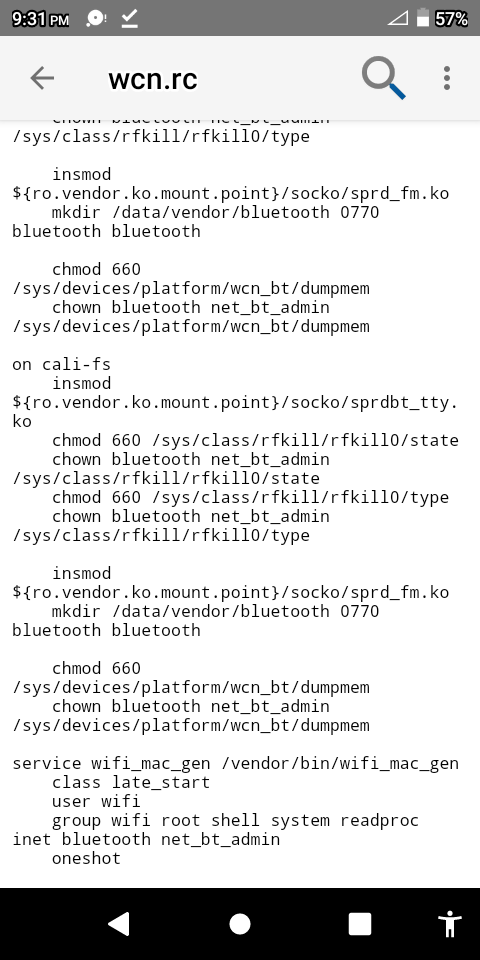 9:31 PM
57%
wcn.rc
chown bluetooth net_bt_admin
/sys/class/rfkill/rfkill0/type
insmod
${ro.vendor.ko.mount.point}/socko/sprd_fm.ko
mkdir /data/vendor/bluetooth 0770
bluetooth bluetooth
chmod 660
/sys/devices/platform/wcn_bt/dumpmem
chown bluetooth net_bt_admin
/sys/devices/platform/wcn_bt/dumpmem
on cali-fs
insmod
${ro.vendor.ko.mount.point}/socko/sprdbt_tty.
ko
chmod 660 /sys/class/rfkill/rfkill0/state
chown bluetooth net_bt_admin
/sys/class/rfkill/rfkill0/state
chmod 660 /sys/class/rfkill/rfkill0/type
chown bluetooth net_bt_admin
/sys/class/rfkill/rfkill0/type
insmod
${ro.vendor.ko.mount.point}/socko/sprd_fm.ko
mkdir /data/vendor/bluetooth 0770
bluetooth bluetooth
chmod 660
/sys/devices/platform/wcn_bt/dumpmem
chown bluetooth net_bt_admin
/sys/devices/platform/wcn_bt/dumpmem
service wifi_mac_gen /vendor/bin/wifi_mac_gen
class late_start
user wifi
group wifi root shell system readproc
inet bluetooth net_bt_admin
oneshot